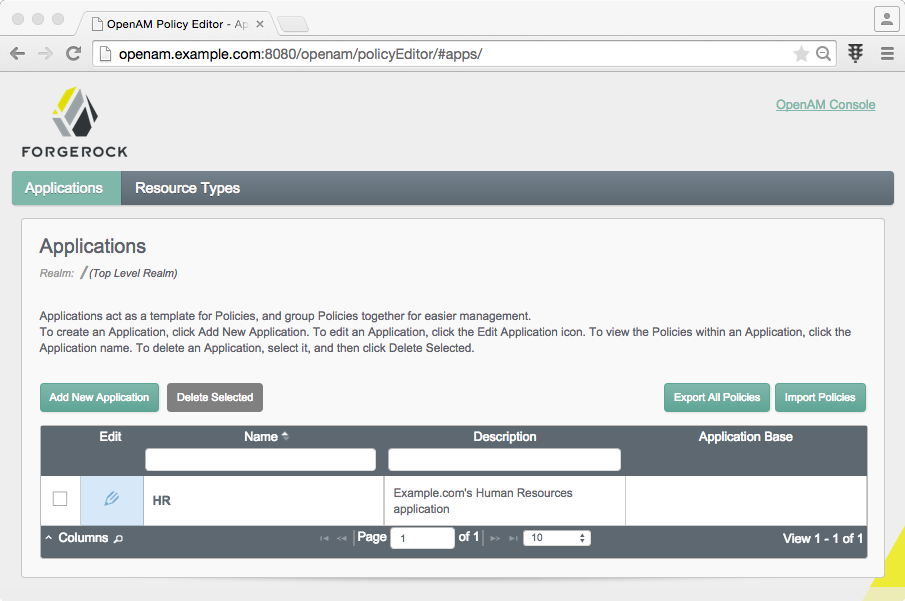 OpenAM Policy Editor - Ap
openam.example.com:8080/openam/policyEditor/#apps/
FORGEROCK
OpenAM Console
Applications Resource Types
Applications
Realm: / (Top Level Realm)
Applications act as a template for Policies, and group Policies together for easier management.
To create an Application, click Add New Application. To edit an Application, click the Edit Application icon. To view the Policies within an Application, click the
Application name. To delete an Application, select it, and then click Delete Selected.
Add New Application Delete Selected Export All Policies Import Policies
Edit Name Description Application Base
HR Example.com's Human Resources
application
Columns Page 1 of 1 10 View 1 - 1 of 1